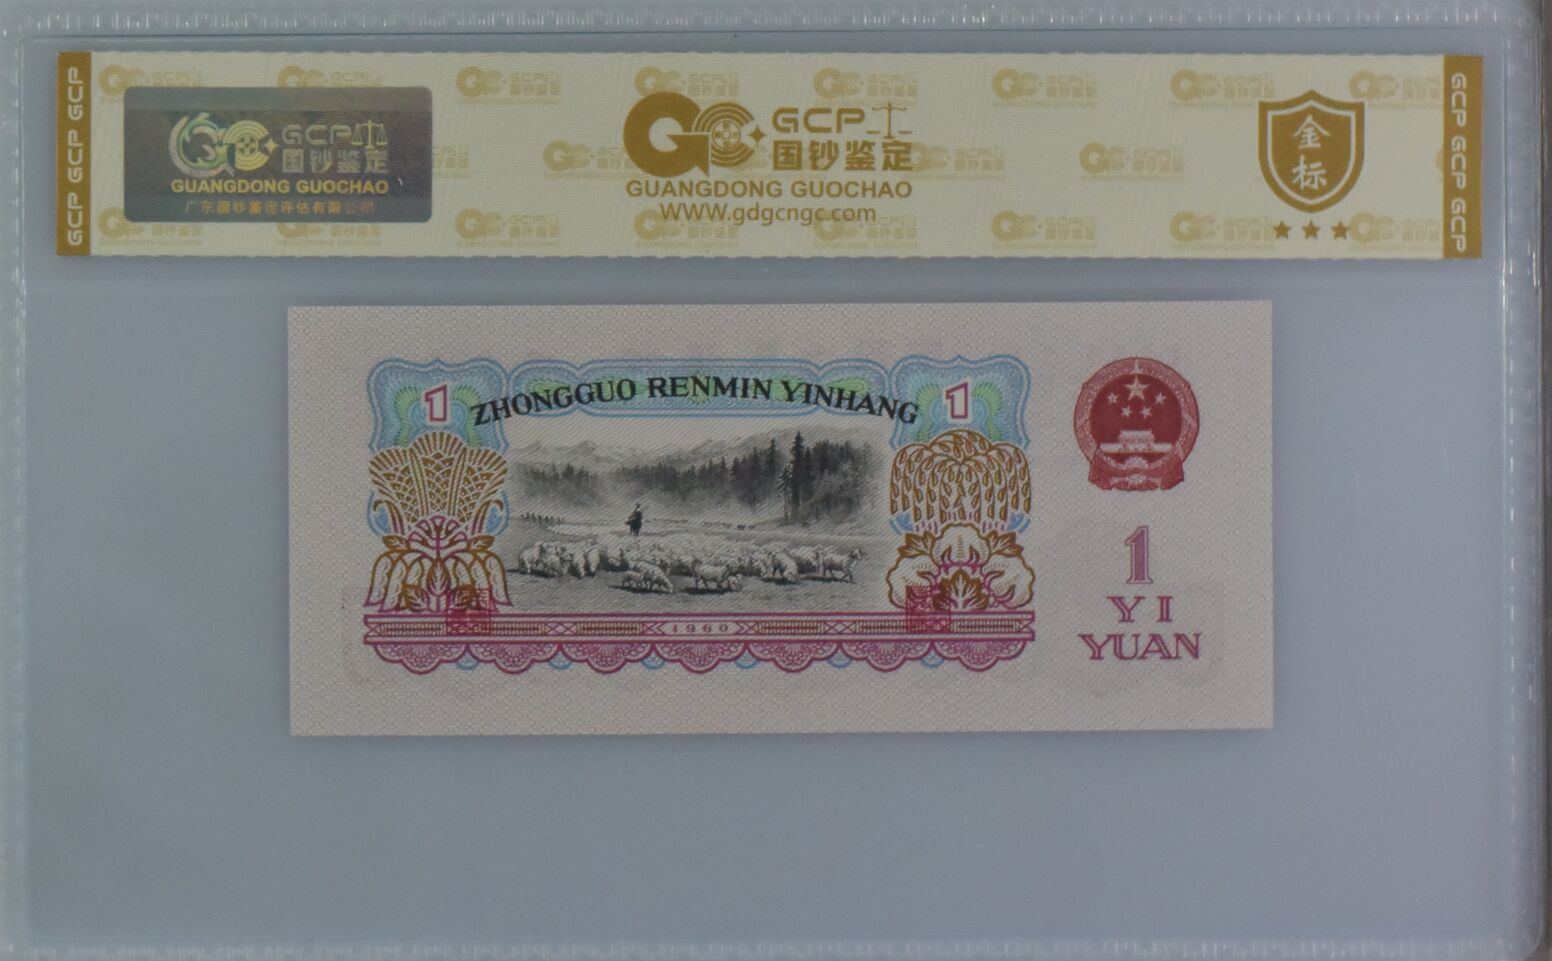 GCP GCP GCP
GCP
国钞鉴定
GUANGDONG GUOCHAO
广东国钞鉴定评估有限公司
GCP
国钞鉴定
GUANGDONG GUOCHAO
WWW.gdgcngc.com
金标
GCP GCP GCP
1
ZHONGGUO RENMIN YINHANG
1
1960
1
YI
YUAN